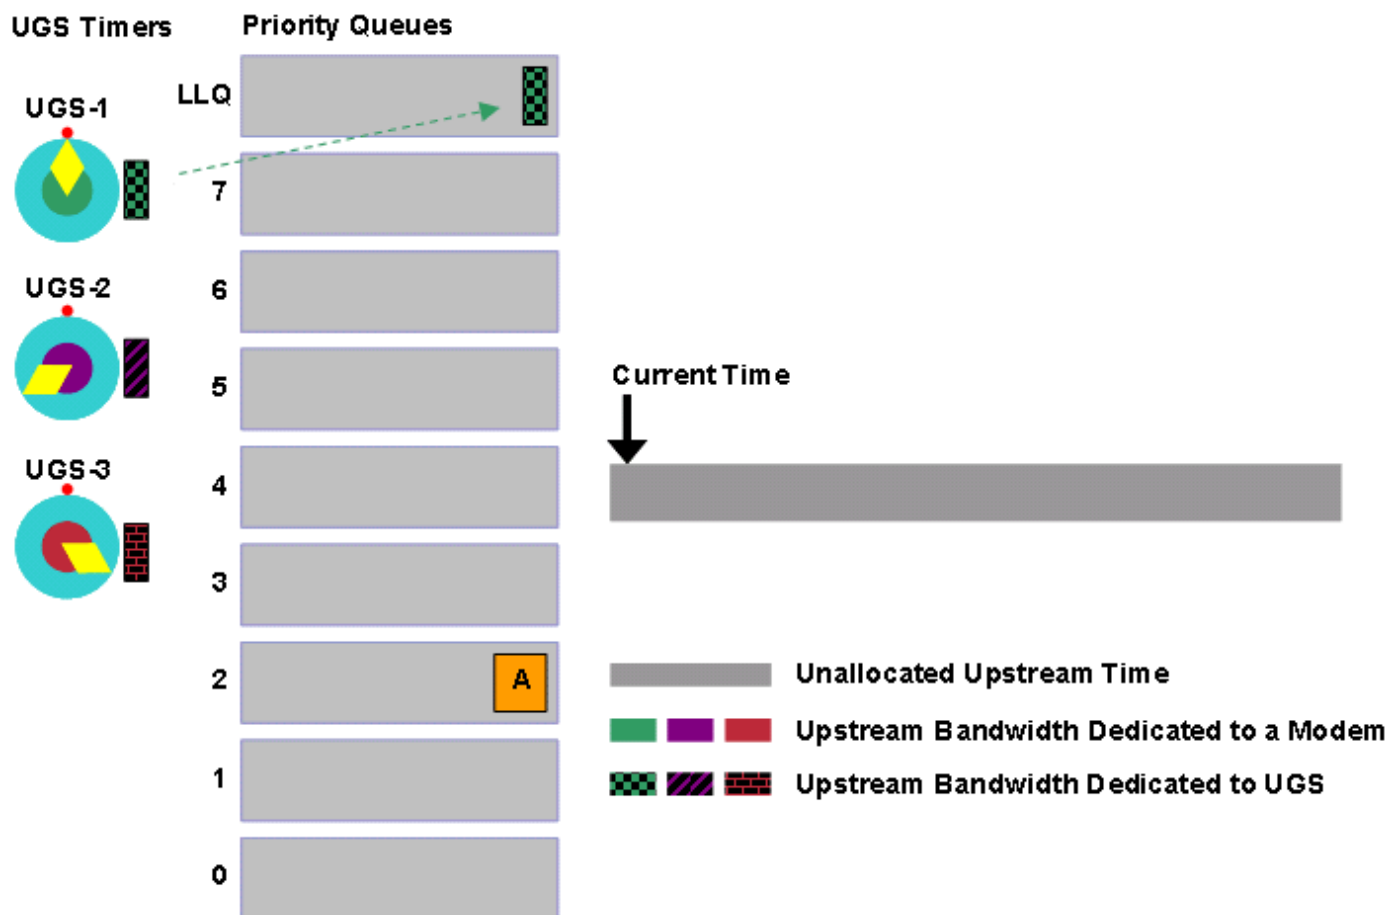 UGS Timers
Priority Queues
LLQ
UGS-1
7
UGS-2
6
5
Current Time
UGS-3
4
3
2
A
Unallocated Upstream Time
Upstream Bandwidth Dedicated to a Modem
1
Upstream Bandwidth Dedicated to UGS
0